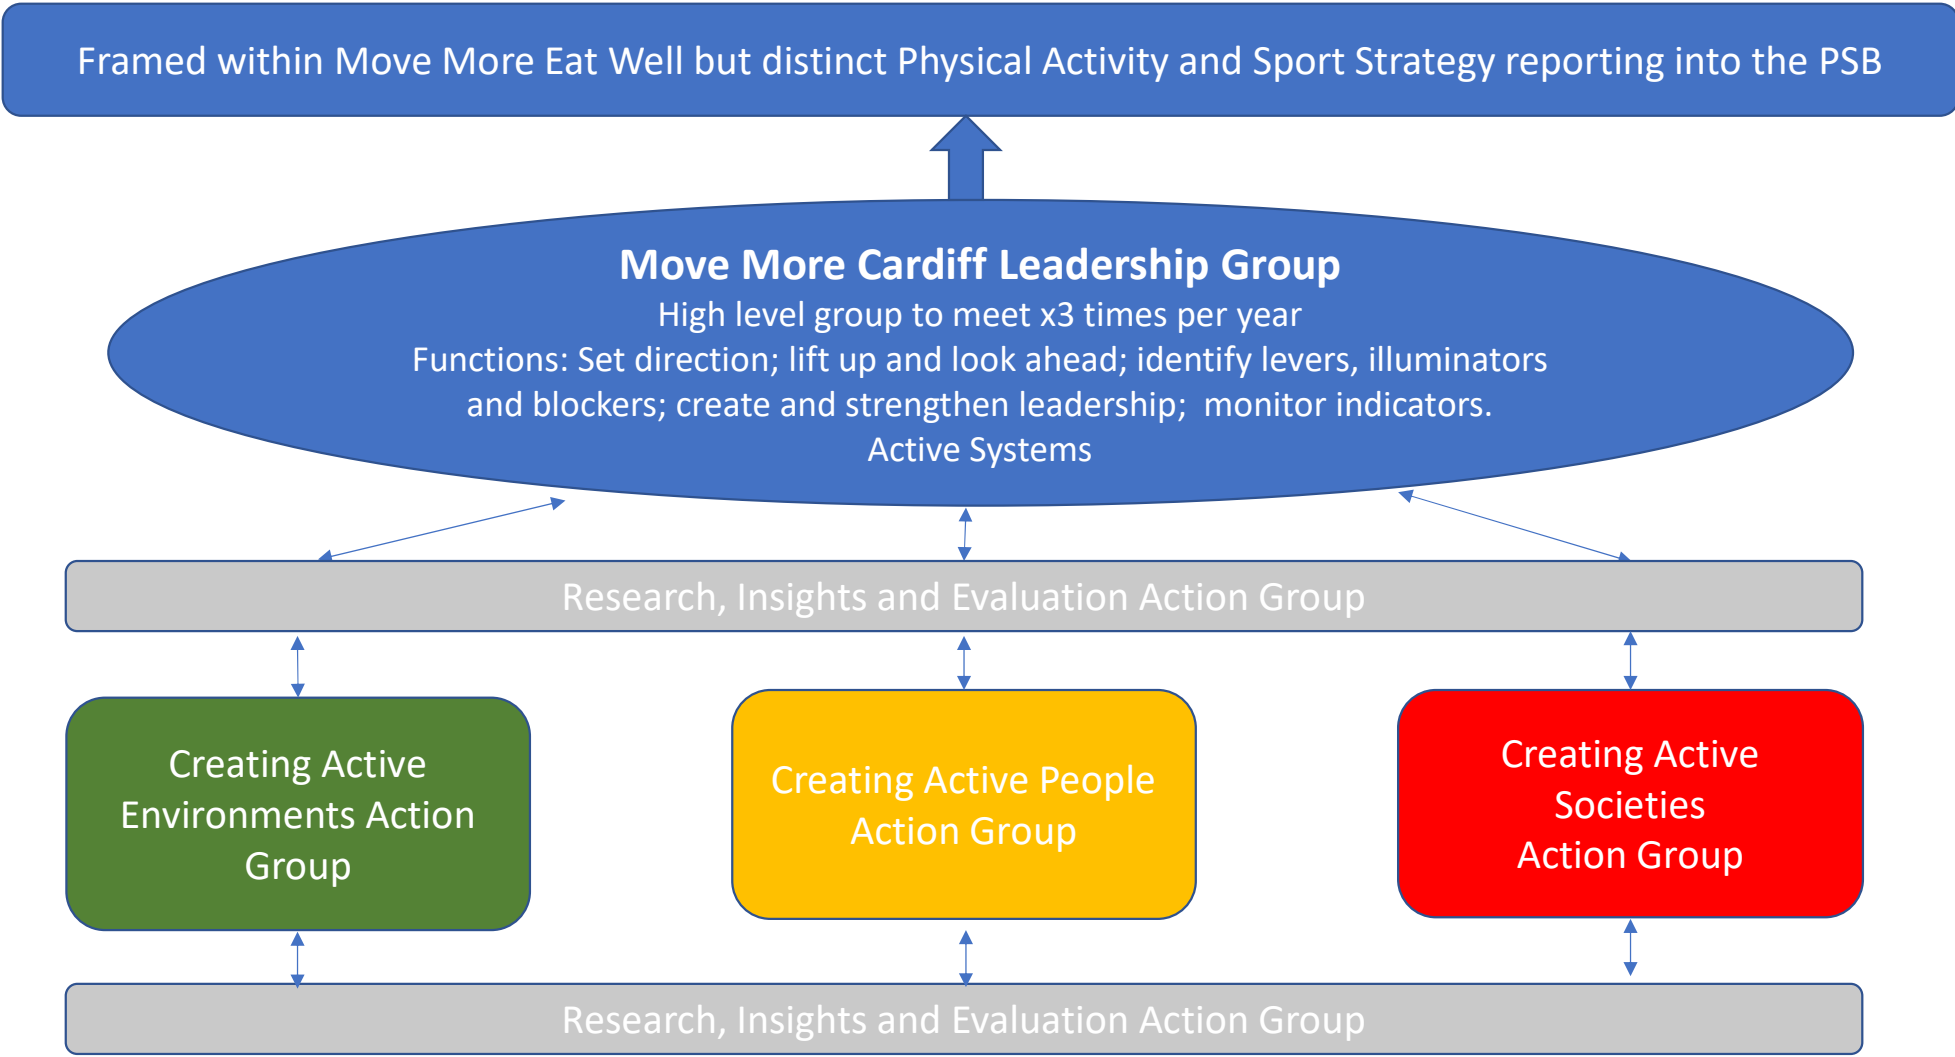 Framed within Move More Eat Well but distinct Physical Activity and Sport Strategy reporting into the PSB
Move More Cardiff Leadership Group
High level group to meet x3 times per year
Functions: Set direction; lift up and look ahead; identify levers, illuminators
and blockers; create and strengthen leadership;  monitor indicators.
Active Systems
Research, Insights and Evaluation Action Group
Creating Active
Environments Action
Group
Creating Active People
Action Group
Creating Active
Societies
Action Group
Research, Insights and Evaluation Action Group